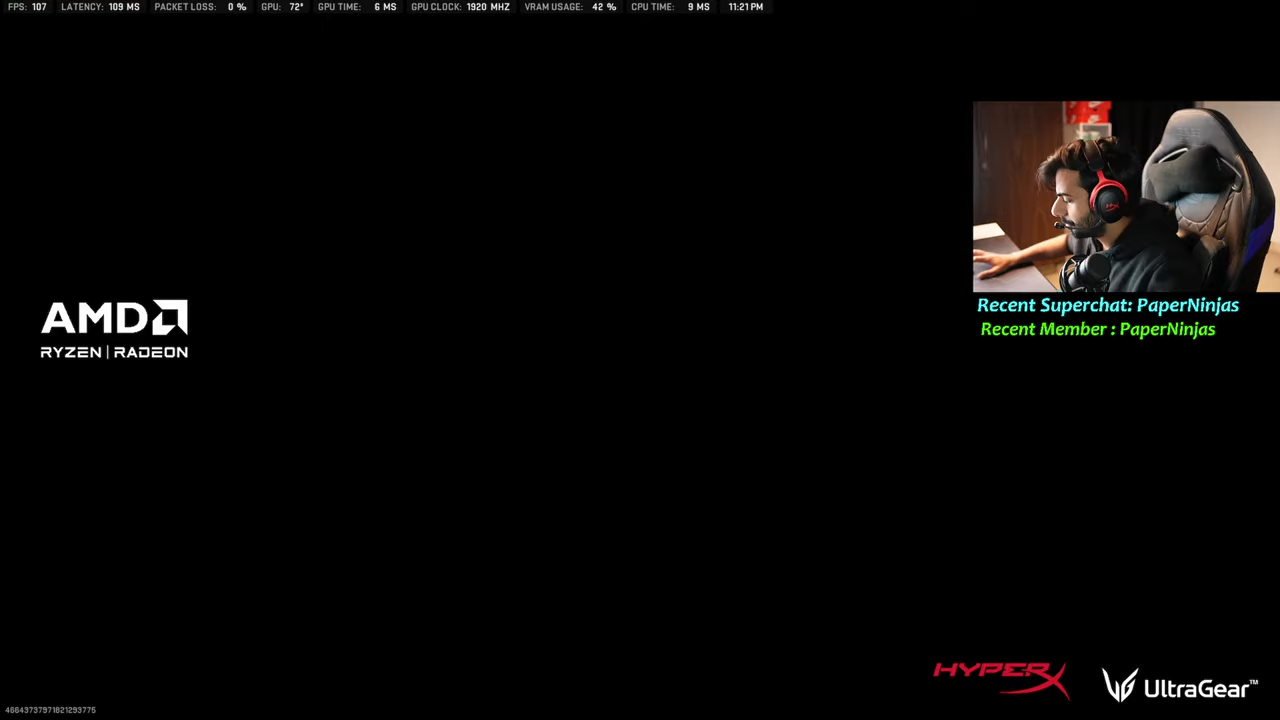 FPS: 107 LATENCY: 109 MS PACKET LOSS: 0 % GPU: 72° GPU TIME: 6 MS GPU CLOCK: 1920 MHZ VRAM USAGE: 42 % CPU TIME: 9 MS 11:21 PM
Recent Superchat: PaperNinjas
Recent Member : PaperNinjas
AMD
RYZEN | RADEON
HYPERX
UltraGear™
46643737971821293775